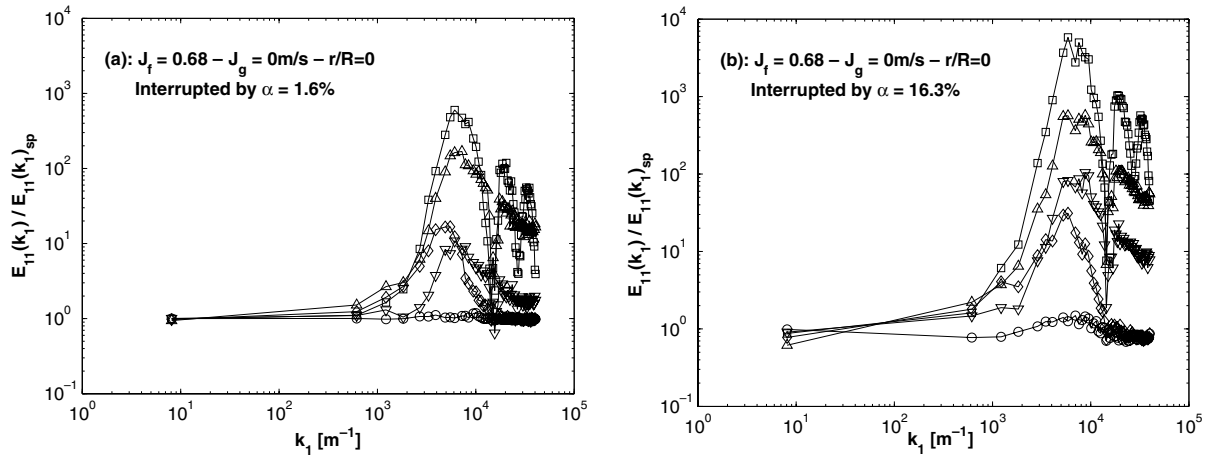 (a): J_f = 0.68 − J_g = 0m/s − r/R=0
Interrupted by α = 1.6%
E_11(k_1) / E_11(k_1)_sp
10^3
10^2
10^1
10^0
10^−1
10^0
10^1
10^2
10^3
10^4
10^5
k_1 [m^−1]
(b): J_f = 0.68 − J_g = 0m/s − r/R=0
Interrupted by α = 16.3%
E_11(k_1) / E_11(k_1)_sp
10^4
10^3
10^2
10^1
10^0
10^−1
10^0
10^1
10^2
10^3
10^4
10^5
k_1 [m^−1]